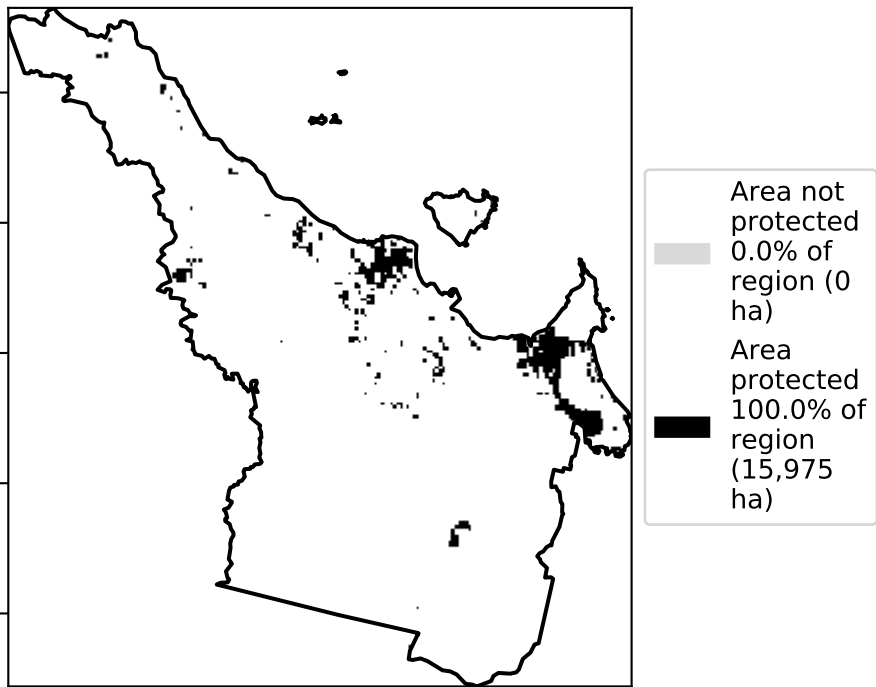 Area not
protected
0.0% of
region (0
ha)
Area
protected
100.0% of
region
(15,975
ha)